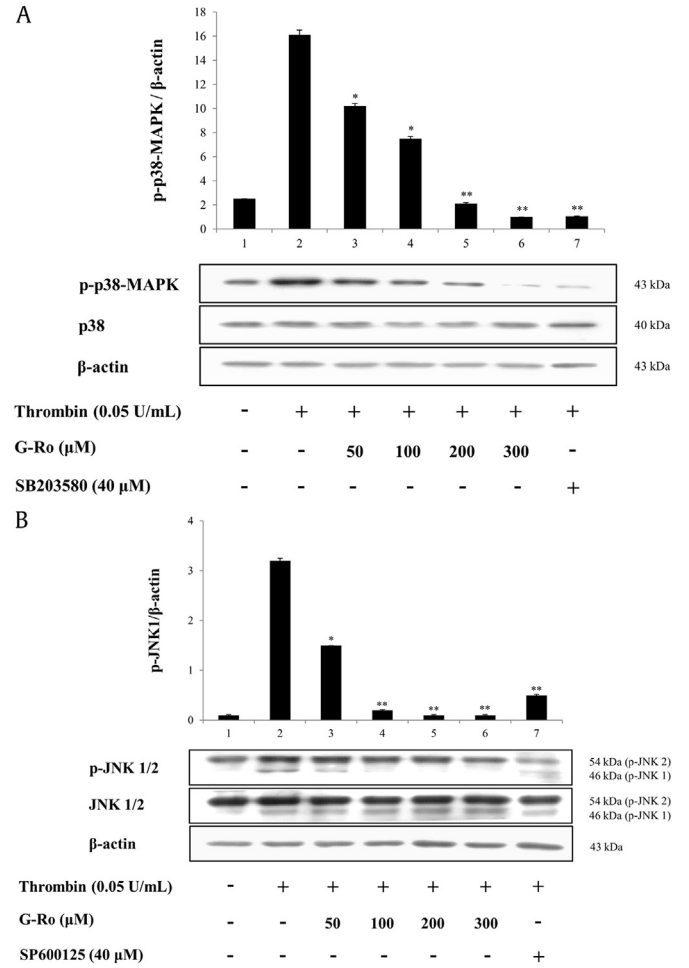 A
p-p38-MAPK / β-actin
18
16
14
12
10
8
6
4
2
0
* * ** ** **
1 2 3 4 5 6 7
p-p38-MAPK 43 kDa
p38 40 kDa
β-actin 43 kDa
Thrombin (0.05 U/mL) - + + + + + +
G-Ro (μM) - - 50 100 200 300 -
SB203580 (40 μM) - - - - - - +
B
p-JNK1/β-actin
4
3
2
1
0
* ** ** ** **
1 2 3 4 5 6 7
p-JNK 1/2 54 kDa (p-JNK 2)
46 kDa (p-JNK 1)
JNK 1/2 54 kDa (p-JNK 2)
46 kDa (p-JNK 1)
β-actin 43 kDa
Thrombin (0.05 U/mL) - + + + + + +
G-Ro (μM) - - 50 100 200 300 -
SP600125 (40 μM) - - - - - - +